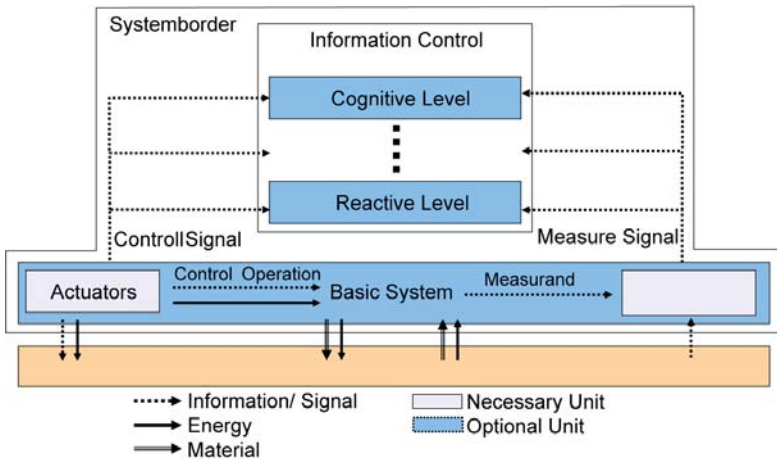 Systemborder
Information Control
Cognitive Level
Reactive Level
ControllSignal
Measure Signal
Actuators
Control Operation
Basic System
Measurand
Information/ Signal
Energy
Material
Necessary Unit
Optional Unit